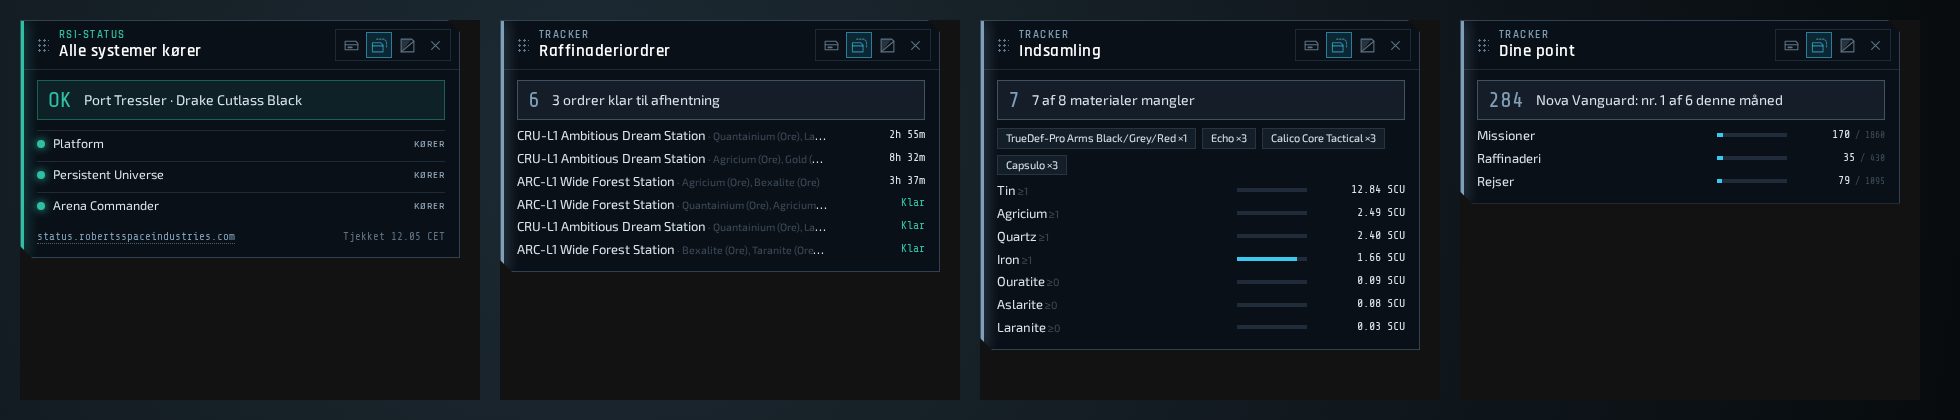 RSI-STATUS
Alle systemer kører
OK Port Tressler · Drake Cutlass Black
Platform KØRER
Persistent Universe KØRER
Arena Commander KØRER
status.robertsspaceindustries.com Tjekket 12.05 CET
TRACKER
Raffinaderiordrer
6 3 ordrer klar til afhentning
CRU-L1 Ambitious Dream Station · Quantainium (Ore), La… 2h 55m
CRU-L1 Ambitious Dream Station · Agricium (Ore), Gold (… 8h 32m
ARC-L1 Wide Forest Station · Agricium (Ore), Bexalite (Ore) 3h 37m
ARC-L1 Wide Forest Station · Quantainium (Ore), Agricium… Klar
CRU-L1 Ambitious Dream Station · Quantainium (Ore), La… Klar
ARC-L1 Wide Forest Station · Bexalite (Ore), Taranite (Ore… Klar
TRACKER
Indsamling
7 7 af 8 materialer mangler
TrueDef-Pro Arms Black/Grey/Red ×1 Echo ×3 Calico Core Tactical ×3
Capsulo ×3
Tin ≥1 12.84 SCU
Agricium ≥1 2.49 SCU
Quartz ≥1 2.40 SCU
Iron ≥1 1.66 SCU
Ouratite ≥0 0.09 SCU
Aslarite ≥0 0.08 SCU
Laranite ≥0 0.03 SCU
TRACKER
Dine point
284 Nova Vanguard: nr. 1 af 6 denne måned
Missioner 170 / 1860
Raffinaderi 35 / 430
Rejser 79 / 1095